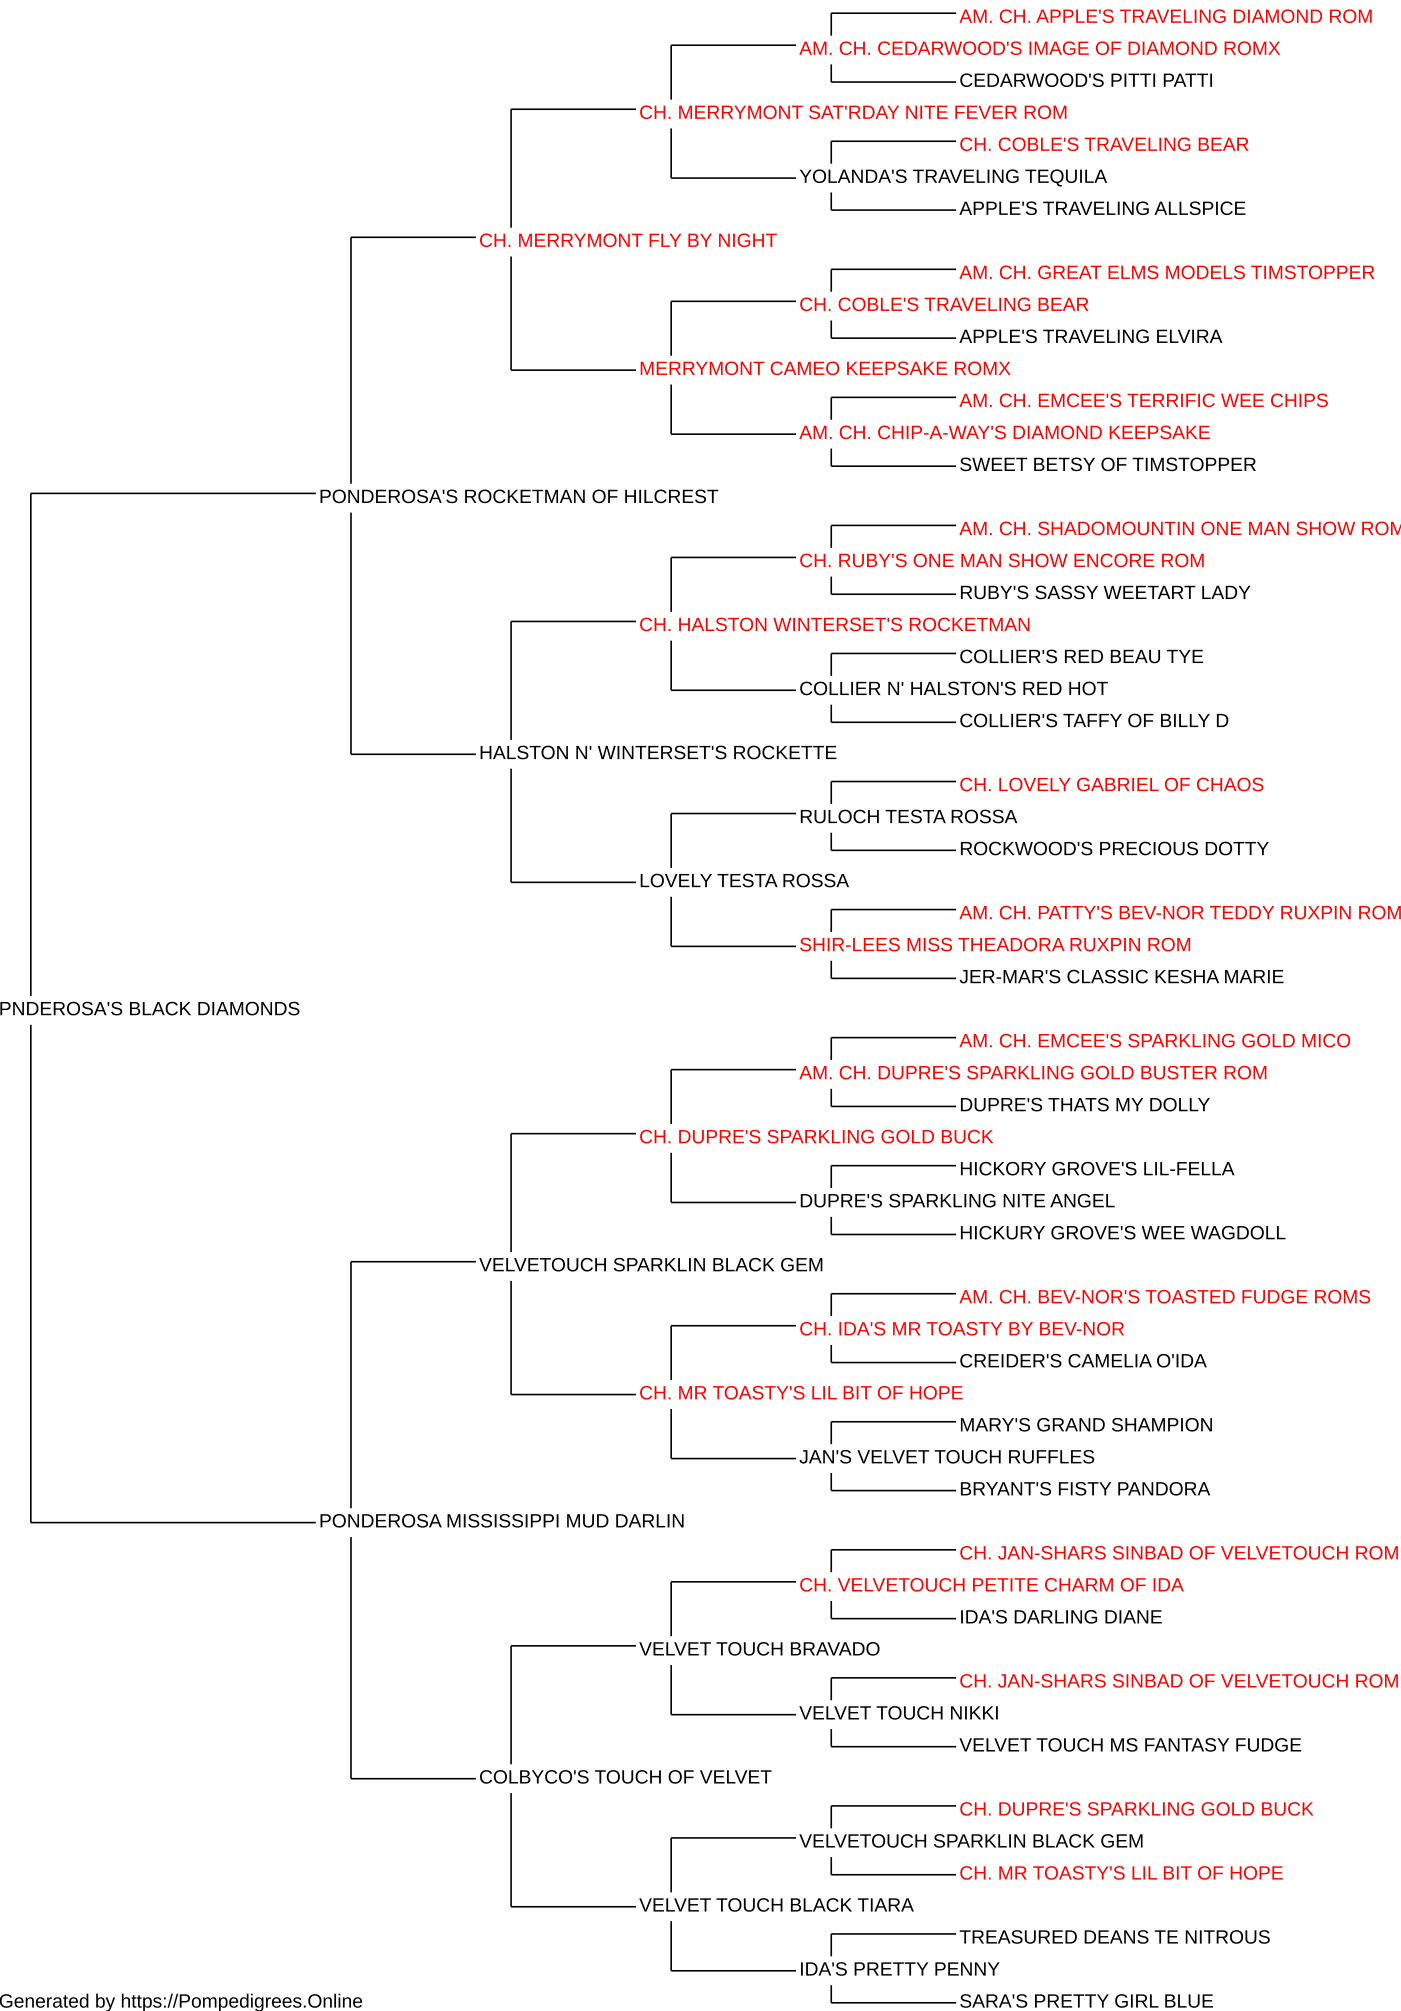 AM. CH. APPLE'S TRAVELING DIAMOND ROM
AM. CH. CEDARWOOD'S IMAGE OF DIAMOND ROMX
CEDARWOOD'S PITTI PATTI
CH. MERRYMONT SAT'RDAY NITE FEVER ROM
CH. COBLE'S TRAVELING BEAR
YOLANDA'S TRAVELING TEQUILA
APPLE'S TRAVELING ALLSPICE
CH. MERRYMONT FLY BY NIGHT
AM. CH. GREAT ELMS MODELS TIMSTOPPER
CH. COBLE'S TRAVELING BEAR
APPLE'S TRAVELING ELVIRA
MERRYMONT CAMEO KEEPSAKE ROMX
AM. CH. EMCEE'S TERRIFIC WEE CHIPS
AM. CH. CHIP-A-WAY'S DIAMOND KEEPSAKE
SWEET BETSY OF TIMSTOPPER
PONDEROSA'S ROCKETMAN OF HILCREST
AM. CH. SHADOMOUNTIN ONE MAN SHOW ROM
CH. RUBY'S ONE MAN SHOW ENCORE ROM
RUBY'S SASSY WEETART LADY
CH. HALSTON WINTERSET'S ROCKETMAN
COLLIER'S RED BEAU TYE
COLLIER N' HALSTON'S RED HOT
COLLIER'S TAFFY OF BILLY D
HALSTON N' WINTERSET'S ROCKETTE
CH. LOVELY GABRIEL OF CHAOS
RULOCH TESTA ROSSA
ROCKWOOD'S PRECIOUS DOTTY
LOVELY TESTA ROSSA
AM. CH. PATTY'S BEV-NOR TEDDY RUXPIN ROM
SHIR-LEES MISS THEADORA RUXPIN ROM
JER-MAR'S CLASSIC KESHA MARIE
PNDEROSA'S BLACK DIAMONDS
AM. CH. EMCEE'S SPARKLING GOLD MICO
AM. CH. DUPRE'S SPARKLING GOLD BUSTER ROM
DUPRE'S THATS MY DOLLY
CH. DUPRE'S SPARKLING GOLD BUCK
HICKORY GROVE'S LIL-FELLA
DUPRE'S SPARKLING NITE ANGEL
HICKURY GROVE'S WEE WAGDOLL
VELVETOUCH SPARKLIN BLACK GEM
AM. CH. BEV-NOR'S TOASTED FUDGE ROMS
CH. IDA'S MR TOASTY BY BEV-NOR
CREIDER'S CAMELIA O'IDA
CH. MR TOASTY'S LIL BIT OF HOPE
MARY'S GRAND SHAMPION
JAN'S VELVET TOUCH RUFFLES
BRYANT'S FISTY PANDORA
PONDEROSA MISSISSIPPI MUD DARLIN
CH. JAN-SHARS SINBAD OF VELVETOUCH ROM
CH. VELVETOUCH PETITE CHARM OF IDA
IDA'S DARLING DIANE
VELVET TOUCH BRAVADO
CH. JAN-SHARS SINBAD OF VELVETOUCH ROM
VELVET TOUCH NIKKI
VELVET TOUCH MS FANTASY FUDGE
COLBYCO'S TOUCH OF VELVET
CH. DUPRE'S SPARKLING GOLD BUCK
VELVETOUCH SPARKLIN BLACK GEM
CH. MR TOASTY'S LIL BIT OF HOPE
VELVET TOUCH BLACK TIARA
TREASURED DEANS TE NITROUS
IDA'S PRETTY PENNY
SARA'S PRETTY GIRL BLUE
Generated by https://Pompedigrees.Online